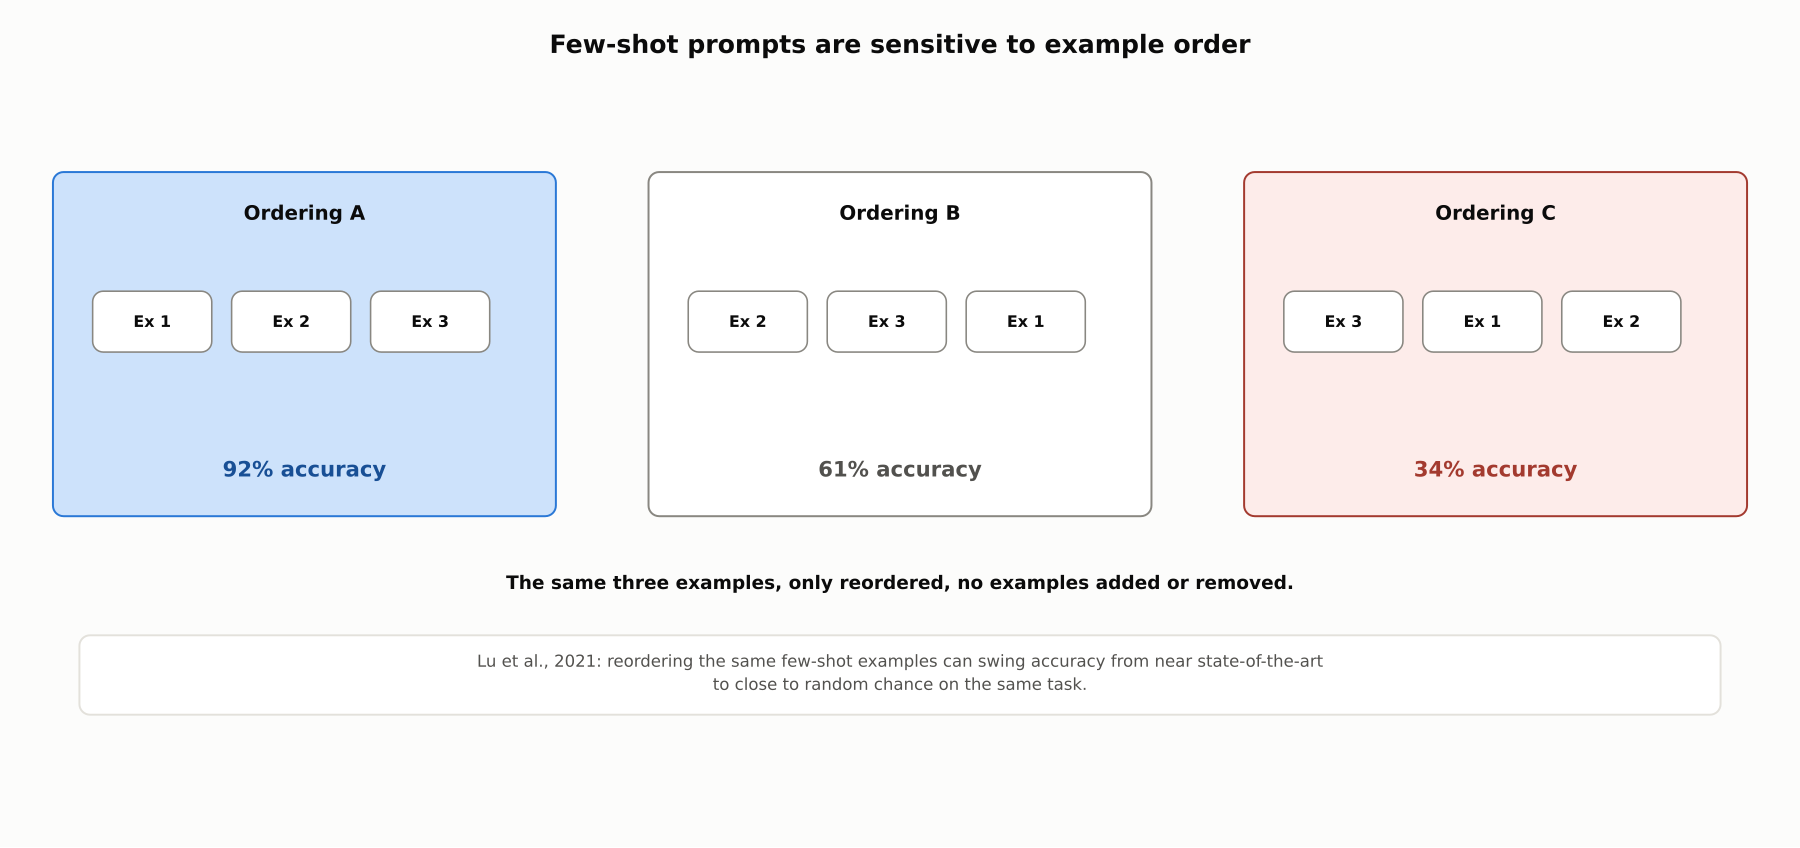 Few-shot prompts are sensitive to example order
Ordering A
Ex 1
Ex 2
Ex 3
92% accuracy
Ordering B
Ex 2
Ex 3
Ex 1
61% accuracy
Ordering C
Ex 3
Ex 1
Ex 2
34% accuracy
The same three examples, only reordered, no examples added or removed.
Lu et al., 2021: reordering the same few-shot examples can swing accuracy from near state-of-the-art
to close to random chance on the same task.